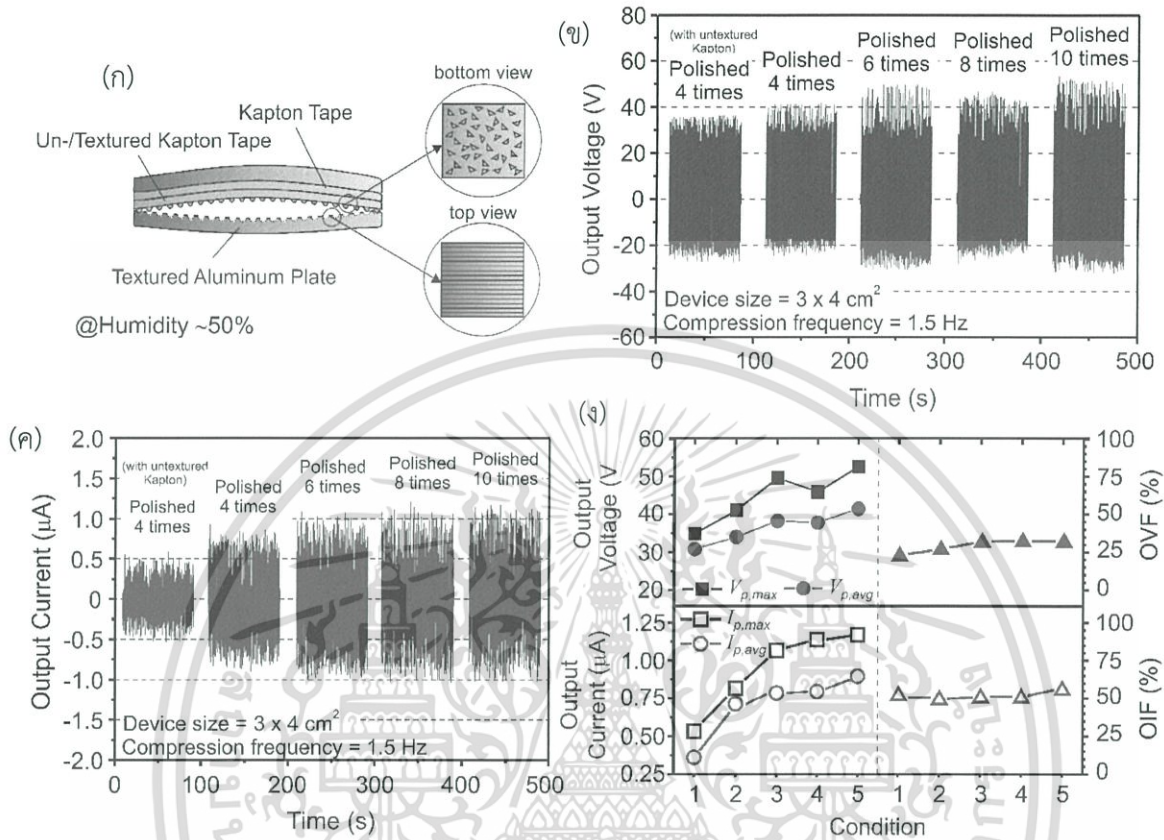 (ก)
bottom view
Kapton Tape
Un-/Textured Kapton Tape
top view
Textured Aluminum Plate
@Humidity ~50%
(ข)
80
60
40
20
0
-20
-40
-60
Output Voltage (V)
(with untextured
Kapton)
Polished
4 times
Polished
4 times
Polished
6 times
Polished
8 times
Polished
10 times
Device size = 3 x 4 cm²
Compression frequency = 1.5 Hz
0 100 200 300 400 500
Time (s)
(ค)
2.0
1.5
1.0
0.5
0
-0.5
-1.0
-1.5
-2.0
Output Current (μA)
(with untextured
Kapton)
Polished
4 times
Polished
4 times
Polished
6 times
Polished
8 times
Polished
10 times
Device size = 3 x 4 cm²
Compression frequency = 1.5 Hz
0 100 200 300 400 500
Time (s)
(ง)
60
50
40
30
20
Output
Voltage (V
Vp,max Vp,avg
100
75
50
25
0
OVF (%)
1.25
1.00
0.75
0.50
0.25
Output
Current (μA)
Ip,max
Ip,avg
100
75
50
25
0
OIF (%)
1 2 3 4 5 1 2 3 4 5
Condition